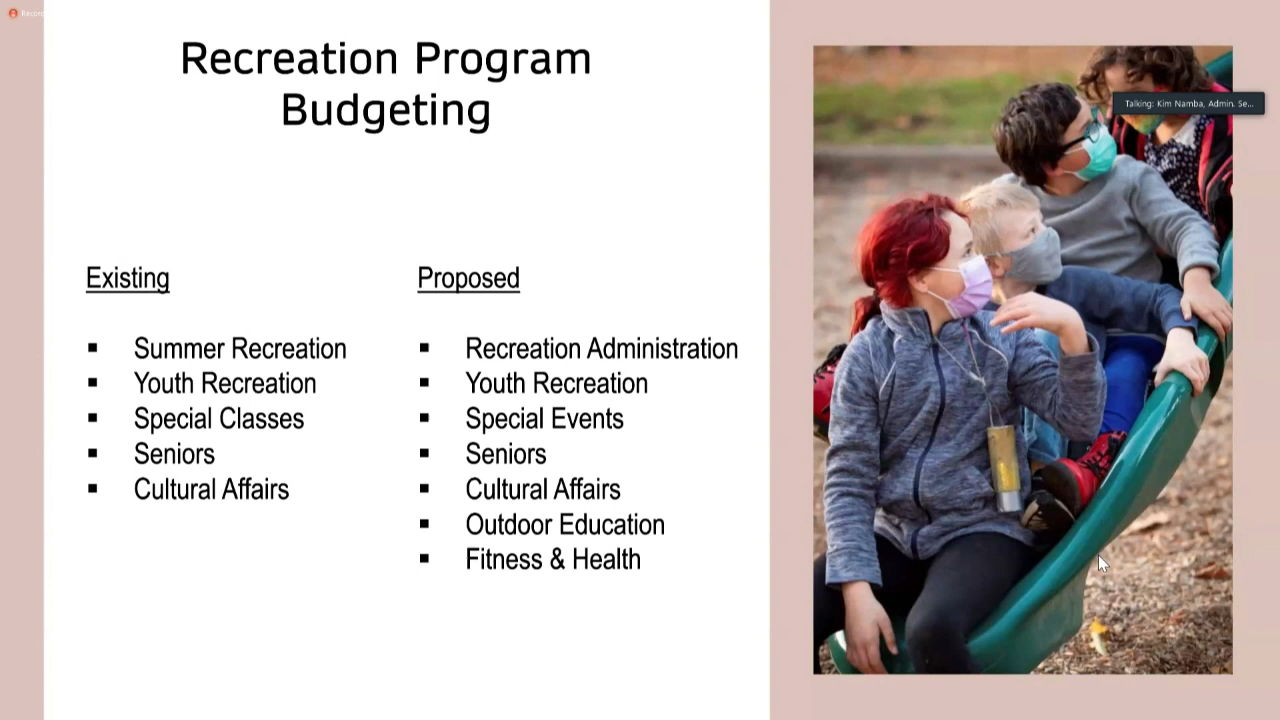 Recor
Recreation Program
Budgeting
Talking: Kim Namba, Admin. Se...
Existing
▪ Summer Recreation
▪ Youth Recreation
▪ Special Classes
▪ Seniors
▪ Cultural Affairs
Proposed
▪ Recreation Administration
▪ Youth Recreation
▪ Special Events
▪ Seniors
▪ Cultural Affairs
▪ Outdoor Education
▪ Fitness & Health